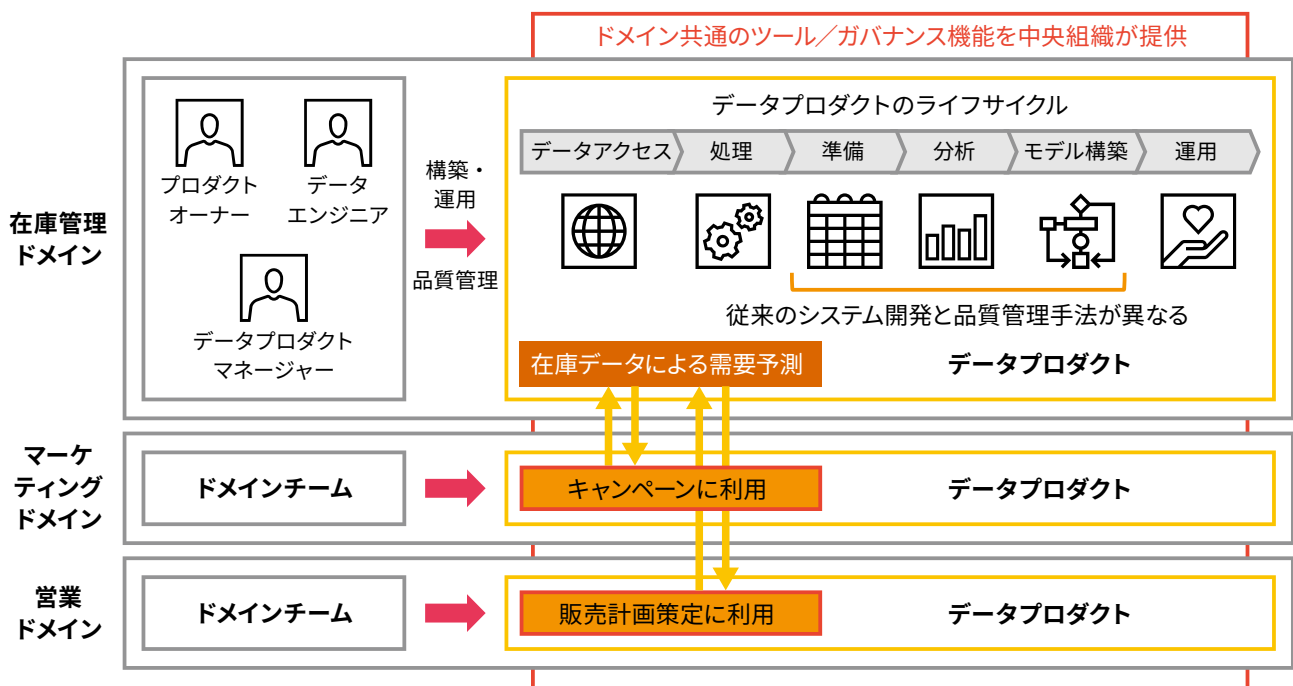 ドメイン共通のツール／ガバナンス機能を中央組織が提供
在庫管理
ドメイン
プロダクト
オーナー
データ
エンジニア
データプロダクト
マネージャー
構築・
運用
品質管理
データプロダクトのライフサイクル
データアクセス
処理
準備
分析
モデル構築
運用
従来のシステム開発と品質管理手法が異なる
在庫データによる需要予測
データプロダクト
マーケ
ティング
ドメイン
ドメインチーム
キャンペーンに利用
データプロダクト
営業
ドメイン
ドメインチーム
販売計画策定に利用
データプロダクト